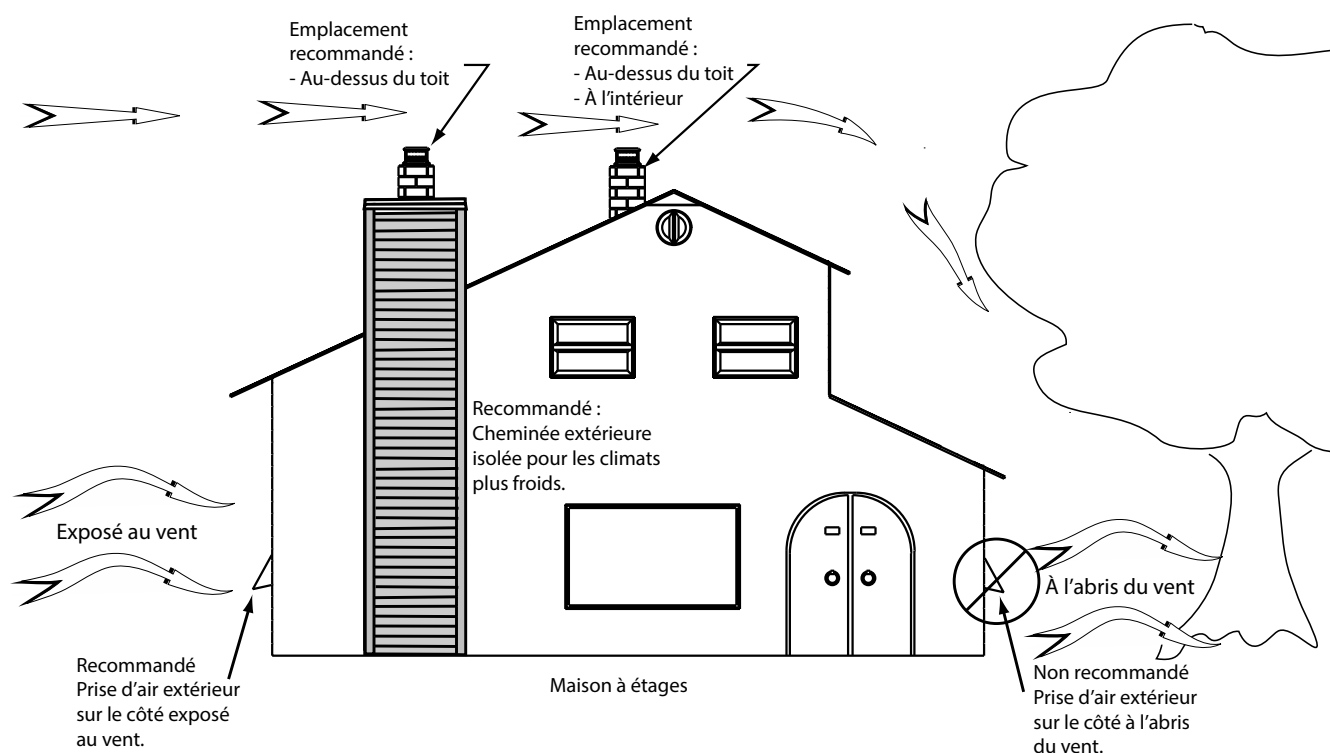 Emplacement
recommandé :
- Au-dessus du toit
Emplacement
recommandé :
- Au-dessus du toit
- À l’intérieur
Recommandé :
Cheminée extérieure
isolée pour les climats
plus froids.
Exposé au vent
À l’abris du vent
Recommandé
Prise d’air extérieur
sur le côté exposé
au vent.
Maison à étages
Non recommandé
Prise d’air extérieur
sur le côté à l’abris
du vent.